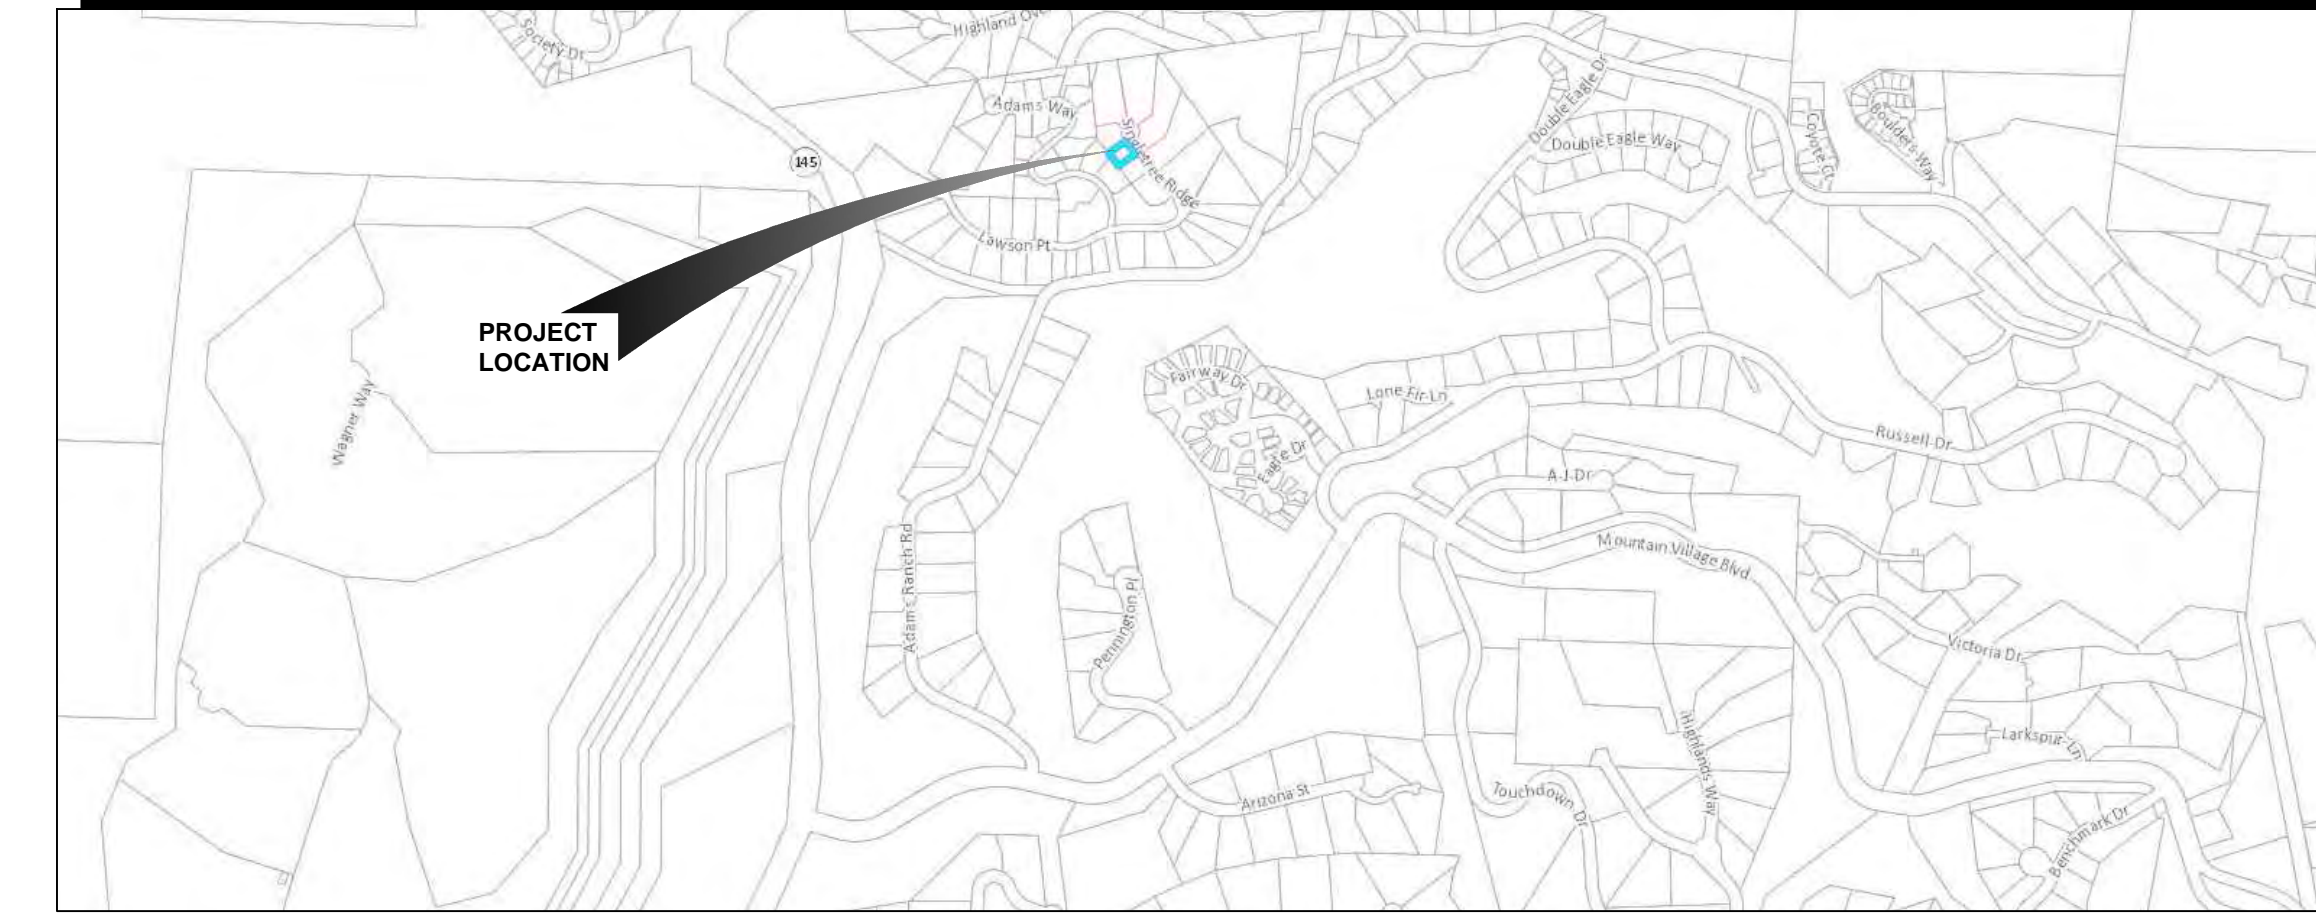 Society Dr
Highland Ove
Adams Way
Singletree Ridge
145
Lawson Pt
Double Eagle Dr
Double Eagle Way
Coyote Ct
Boulders Way
PROJECT
LOCATION
Wagner Way
Fairway Dr
Eagle Dr
Lone Fir Ln
Russell Dr
A J Dr
Mountain Village Blvd
Adams Ranch Rd
Pennington Pl
Victoria Dr
Highlands Way
Larkspur Ln
Arizona St
Touchdown Dr
Benchmark Dr